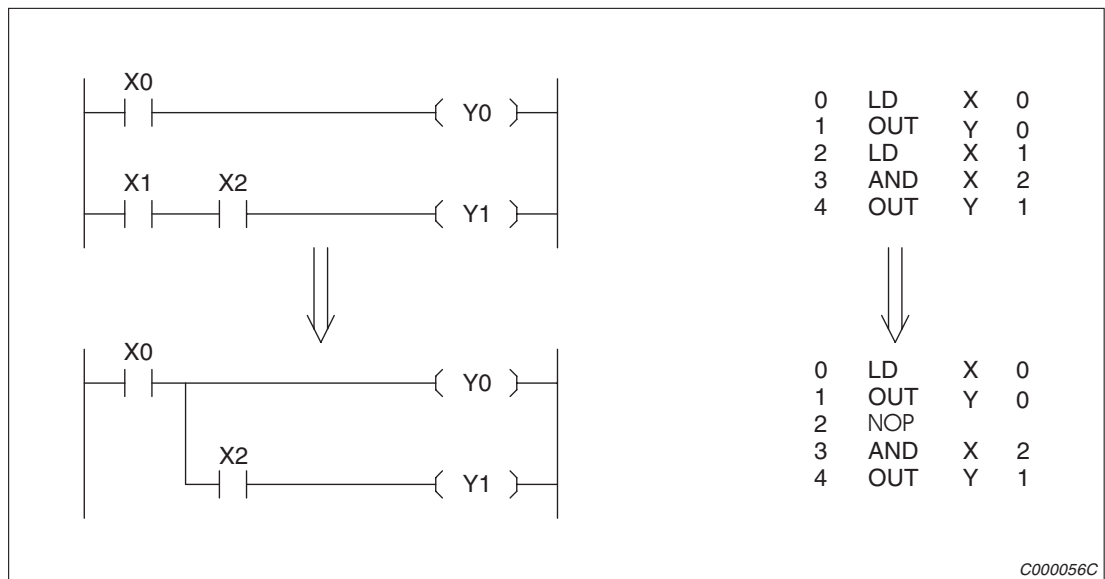 X0
Y0
X1 X2
Y1
0 LD X 0
1 OUT Y 0
2 LD X 1
3 AND X 2
4 OUT Y 1
X0
Y0
X2
Y1
0 LD X 0
1 OUT Y 0
2 NOP
3 AND X 2
4 OUT Y 1
C000056C